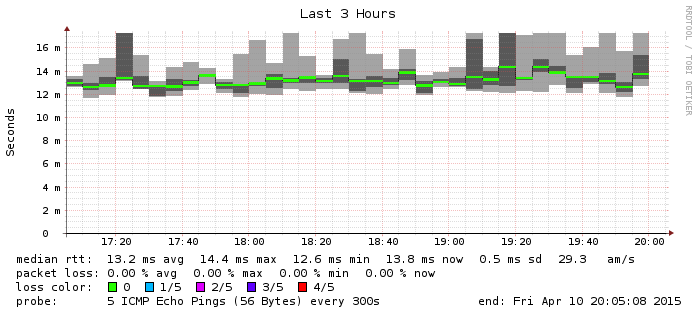 Last 3 Hours
RRDTOOL / TOBI OETIKER
Seconds
16 m
14 m
12 m
10 m
8 m
6 m
4 m
2 m
0
17:20 17:40 18:00 18:20 18:40 19:00 19:20 19:40 20:00
median rtt: 13.2 ms avg 14.4 ms max 12.6 ms min 13.8 ms now 0.5 ms sd 29.3 am/s
packet loss: 0.00 % avg 0.00 % max 0.00 % min 0.00 % now
loss color: 0 1/5 2/5 3/5 4/5
probe: 5 ICMP Echo Pings (56 Bytes) every 300s end: Fri Apr 10 20:05:08 2015